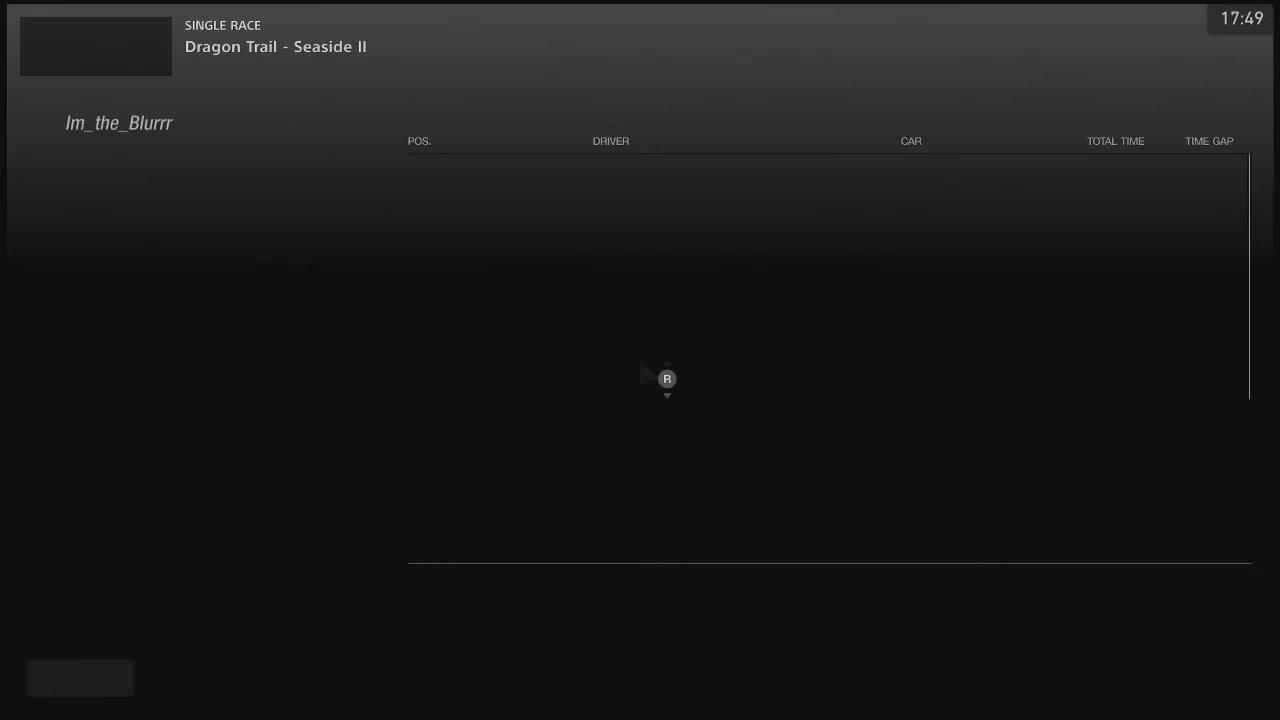 SINGLE RACE
Dragon Trail - Seaside II
17:49
Im_the_Blurrr
POS. DRIVER CAR TOTAL TIME TIME GAP
R